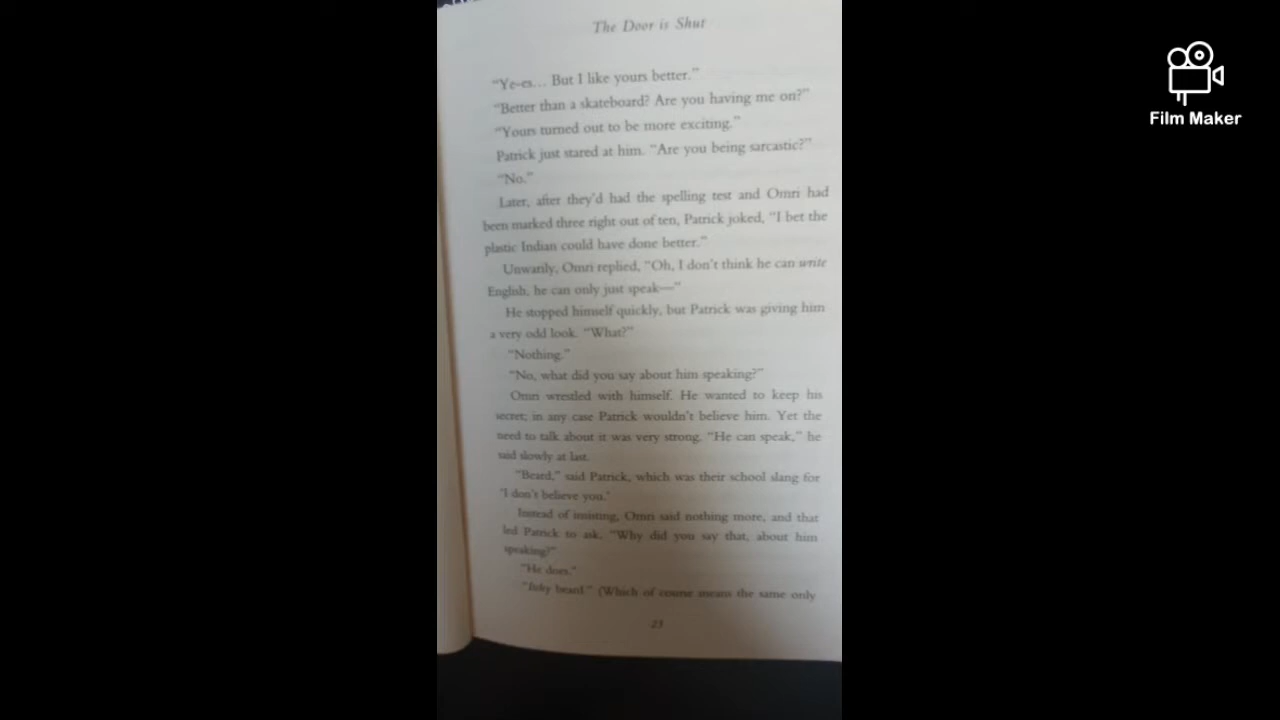 The Door is Shut
“Ye-es... But I like yours better.”
“Better than a skateboard? Are you having me on?”
“Yours turned out to be more exciting.”
Patrick just stared at him. “Are you being sarcastic?”
“No.”
Later, after they’d had the spelling test and Omri had
been marked three right out of ten, Patrick joked, “I bet the
plastic Indian could have done better.”
Unwarily, Omri replied, “Oh, I don’t think he can write
English, he can only just speak—”
He stopped himself quickly, but Patrick was giving him
a very odd look. “What?”
“Nothing.”
“No, what did you say about him speaking?”
Omri wrestled with himself. He wanted to keep his
secret; in any case Patrick wouldn’t believe him. Yet the
need to talk about it was very strong. “He can speak,” he
said slowly at last.
“Beard,” said Patrick, which was their school slang for
‘I don’t believe you.’
Instead of insisting, Omri said nothing more, and that
led Patrick to ask, “Why did you say that, about him
speaking?”
“He does.”
“Itchy beard.” (Which of course means the same only
23
Film Maker